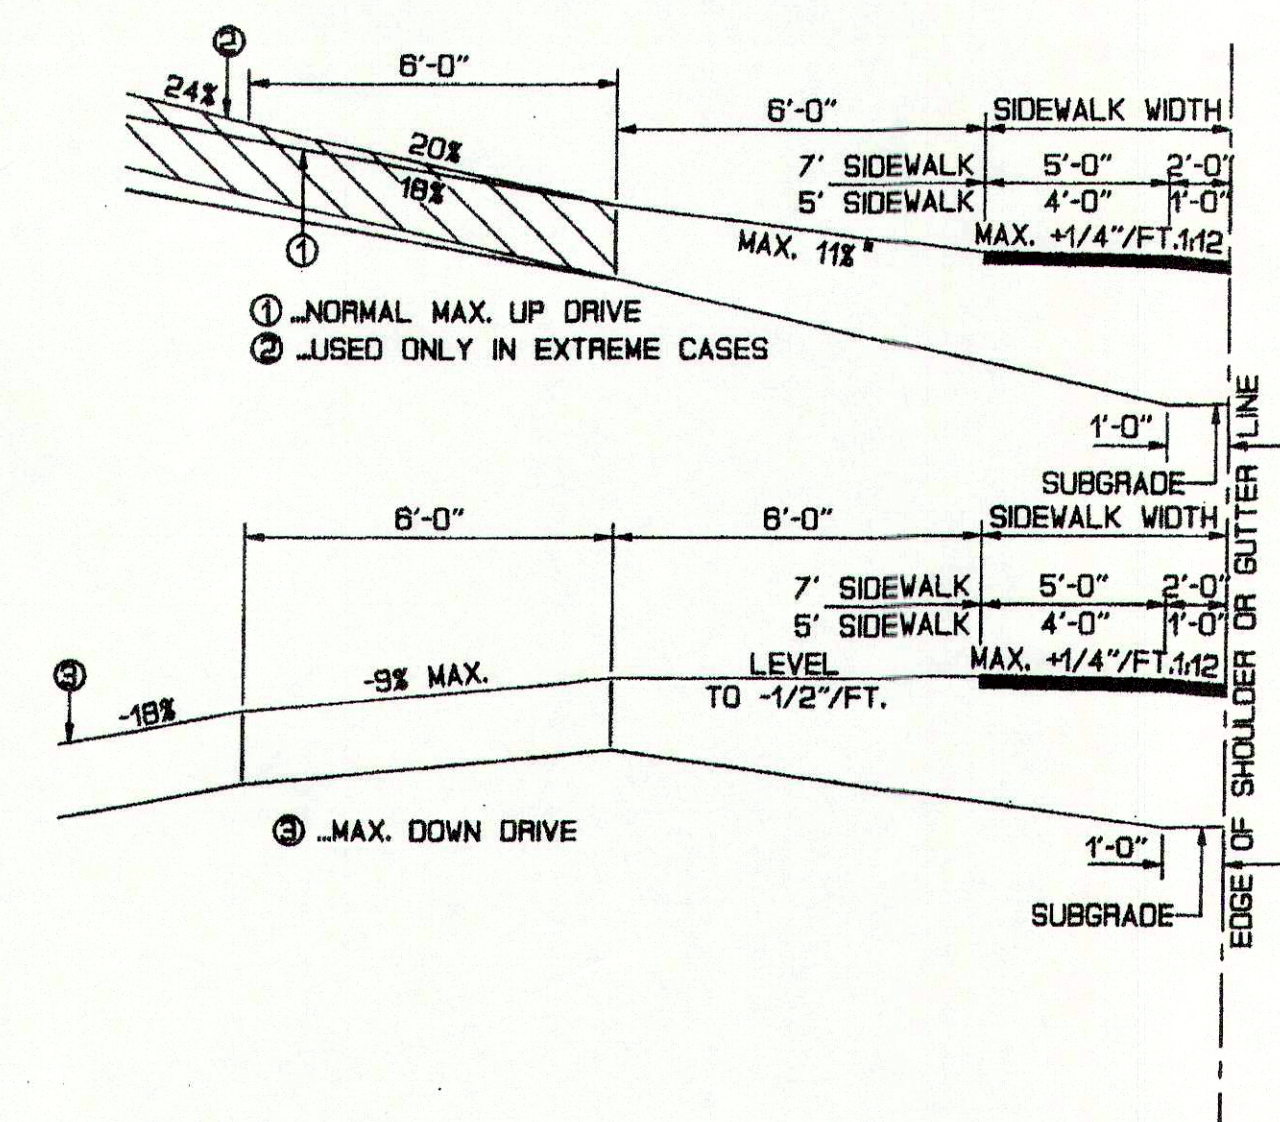 ②
6'-0"
24%
6'-0"
SIDEWALK WIDTH
20%
7' SIDEWALK 5'-0" 2'-0"
18%
5' SIDEWALK 4'-0" 1'-0"
MAX. 11%*
MAX. +1/4"/FT. 1:12
①
① ...NORMAL MAX. UP DRIVE
② ...USED ONLY IN EXTREME CASES
1'-0"
SUBGRADE
EDGE OF SHOULDER OR GUTTER LINE
6'-0"
6'-0"
SIDEWALK WIDTH
7' SIDEWALK 5'-0" 2'-0"
5' SIDEWALK 4'-0" 1'-0"
③
-18%
-9% MAX.
LEVEL
TO -1/2"/FT.
MAX. +1/4"/FT. 1:12
③ ...MAX. DOWN DRIVE
1'-0"
SUBGRADE